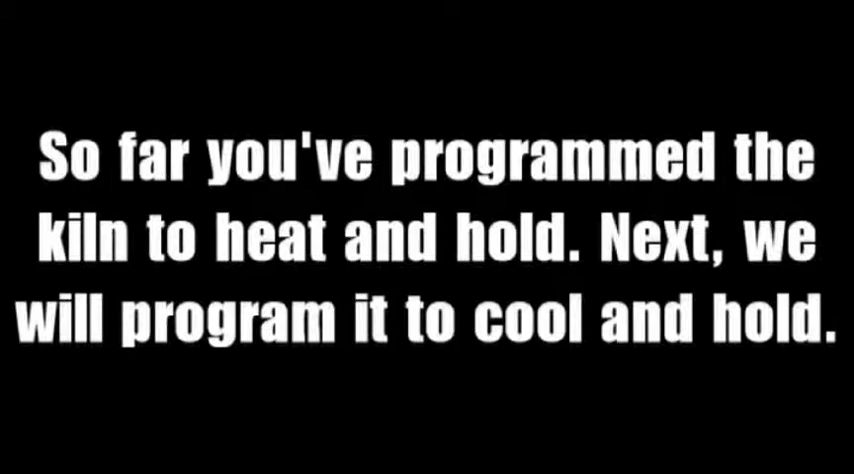 So far you've programmed the
kiln to heat and hold. Next, we
will program it to cool and hold.